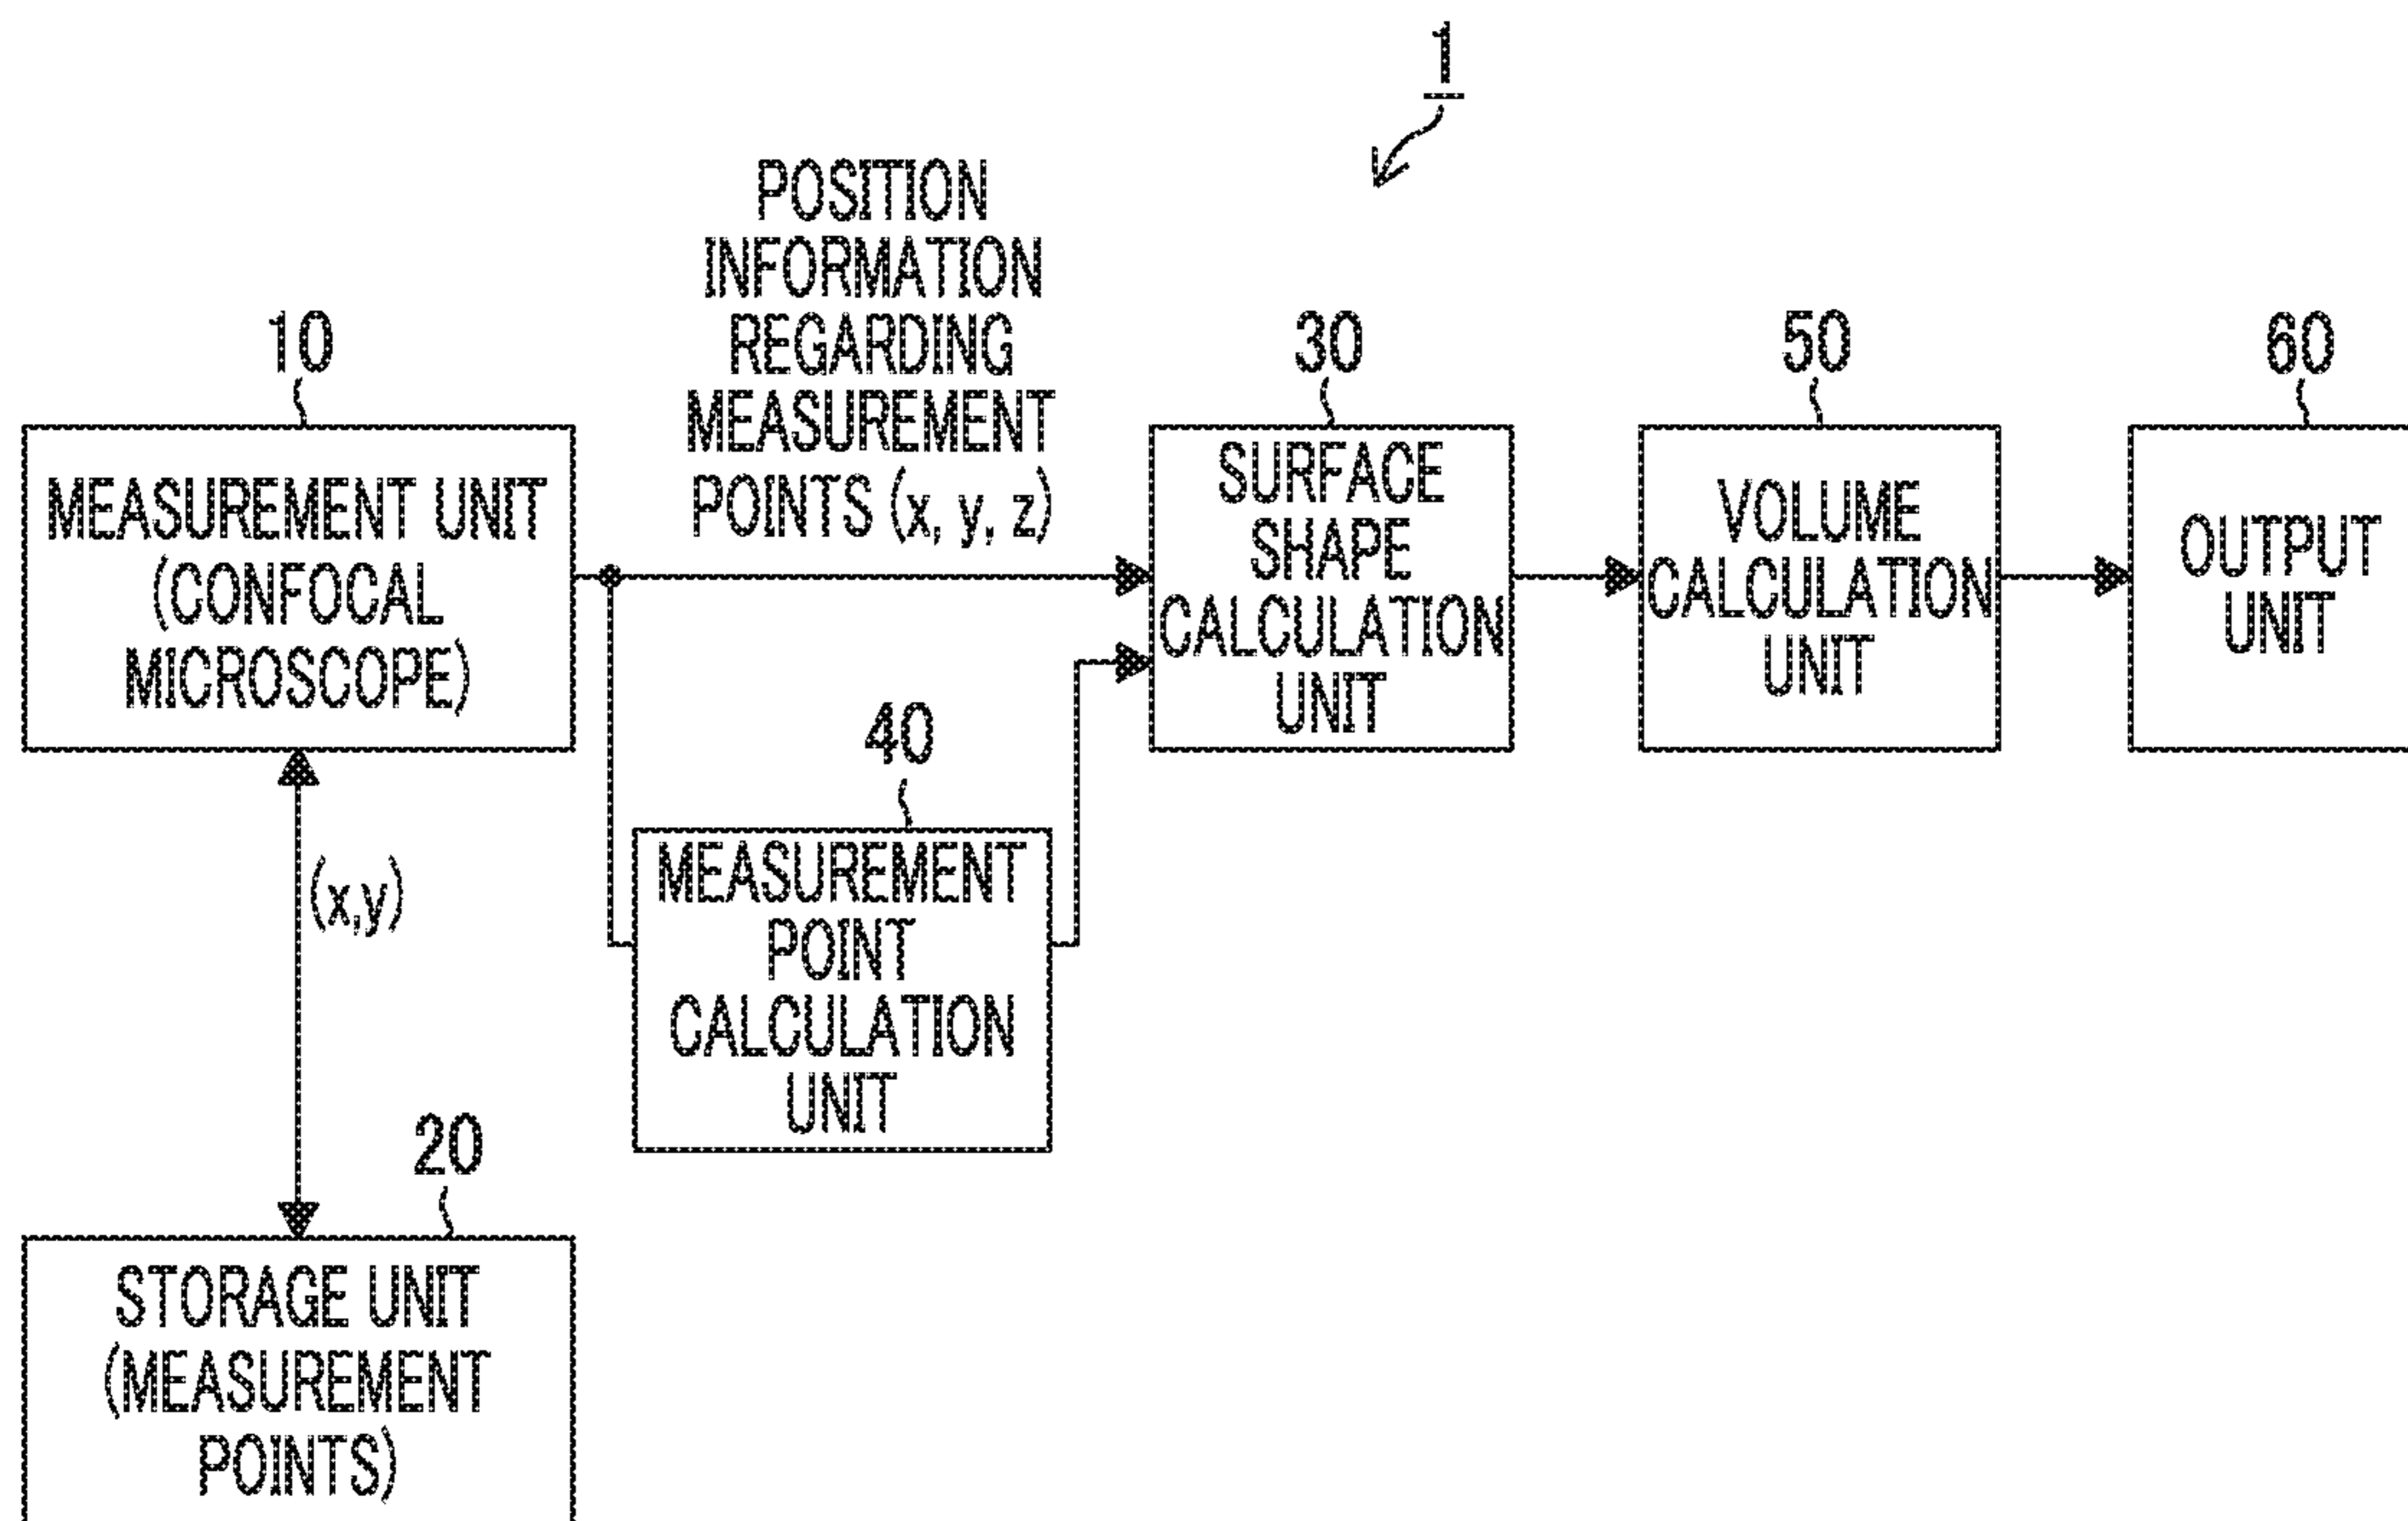 1
POSITION
INFORMATION
REGARDING
MEASUREMENT
POINTS (x, y, z)
10
MEASUREMENT UNIT
(CONFOCAL
MICROSCOPE)
30
SURFACE
SHAPE
CALCULATION
UNIT
50
VOLUME
CALCULATION
UNIT
60
OUTPUT
UNIT
40
MEASUREMENT
POINT
CALCULATION
UNIT
(x,y)
20
STORAGE UNIT
(MEASUREMENT
POINTS)